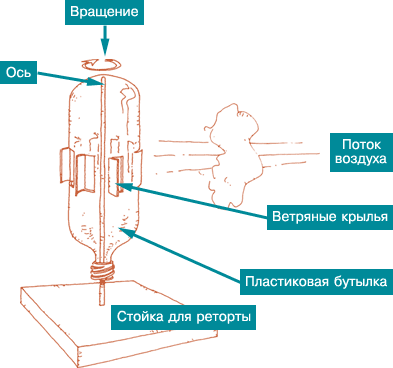 Вращение
Ось
Поток
воздуха
Ветряные крылья
Пластиковая бутылка
Стойка для реторты